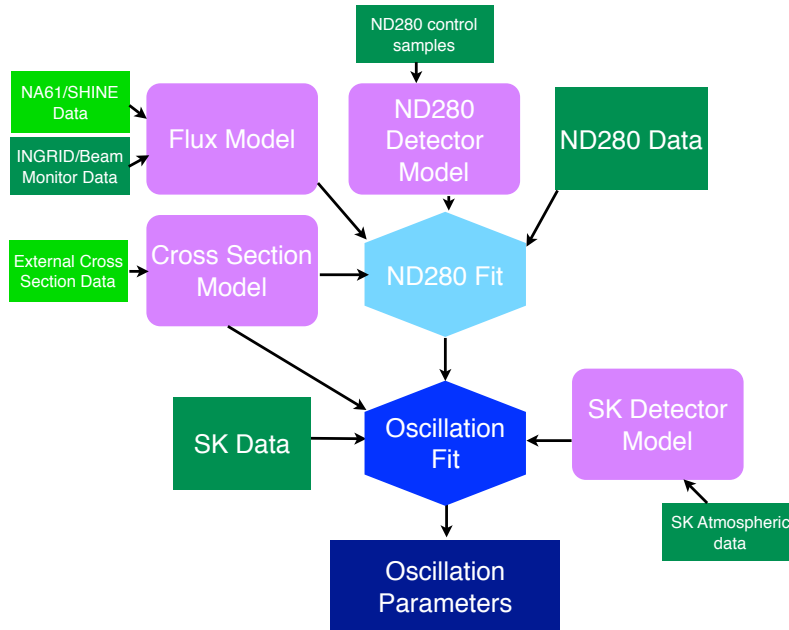 ND280 control
samples
NA61/SHINE
Data
INGRID/Beam
Monitor Data
Flux Model
ND280
Detector
Model
ND280 Data
External Cross
Section Data
Cross Section
Model
ND280 Fit
SK Data
Oscillation
Fit
SK Detector
Model
SK Atmospheric
data
Oscillation
Parameters